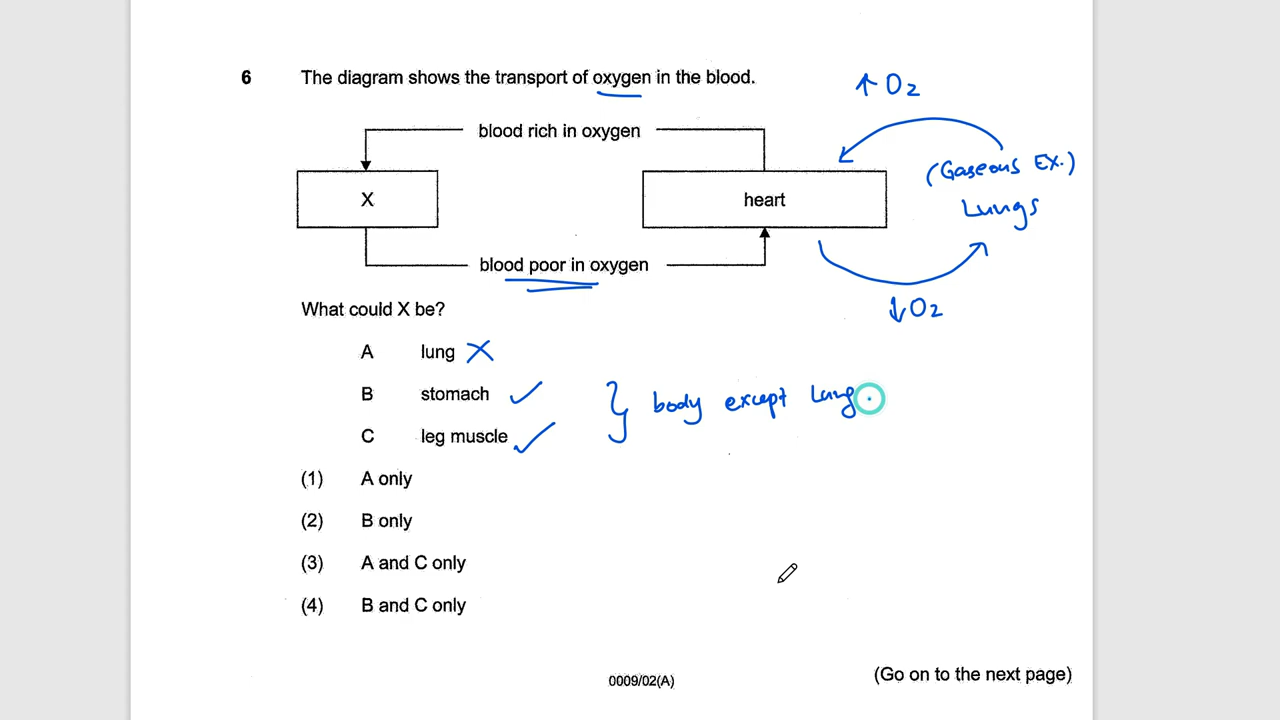 6 The diagram shows the transport of oxygen in the blood.
↑ O2
blood rich in oxygen
(Gaseous Ex.)
X
heart
Lungs
blood poor in oxygen
↓ O2
What could X be?
A lung ✗
B stomach ✓
} body except lung
C leg muscle ✓
(1) A only
(2) B only
(3) A and C only
(4) B and C only
(Go on to the next page)
0009/02(A)